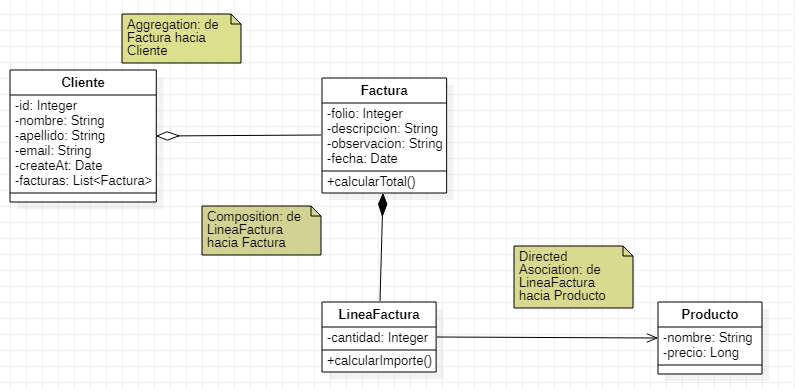 Aggregation: de
Factura hacia
Cliente
Cliente
-id: Integer
-nombre: String
-apellido: String
-email: String
-createAt: Date
-facturas: List<Factura>
Factura
-folio: Integer
-descripcion: String
-observacion: String
-fecha: Date
+calcularTotal()
Composition: de
LineaFactura
hacia Factura
Directed
Asociation: de
LineaFactura
hacia Producto
LineaFactura
-cantidad: Integer
+calcularImporte()
Producto
-nombre: String
-precio: Long